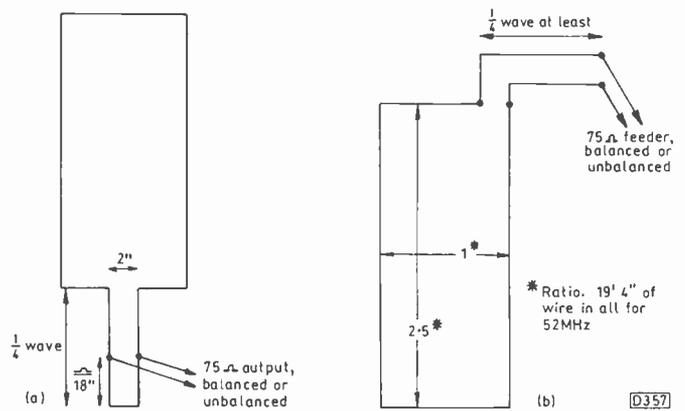 2"
1/4 wave
≏
18"
(a)
75Ω autput,
balanced or
unbalanced
1/4 wave at least
75Ω feeder,
balanced or
unbalanced
1*
2·5*
* Ratio. 19' 4" of
wire in all for
52MHz
(b)
D357